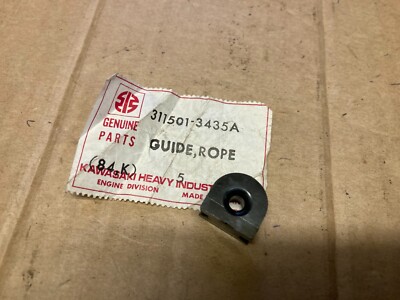 GENUINE
PARTS
311501-3435A
GUIDE, ROPE
(84.K) 5
KAWASAKI HEAVY INDUST
ENGINE DIVISION MADE